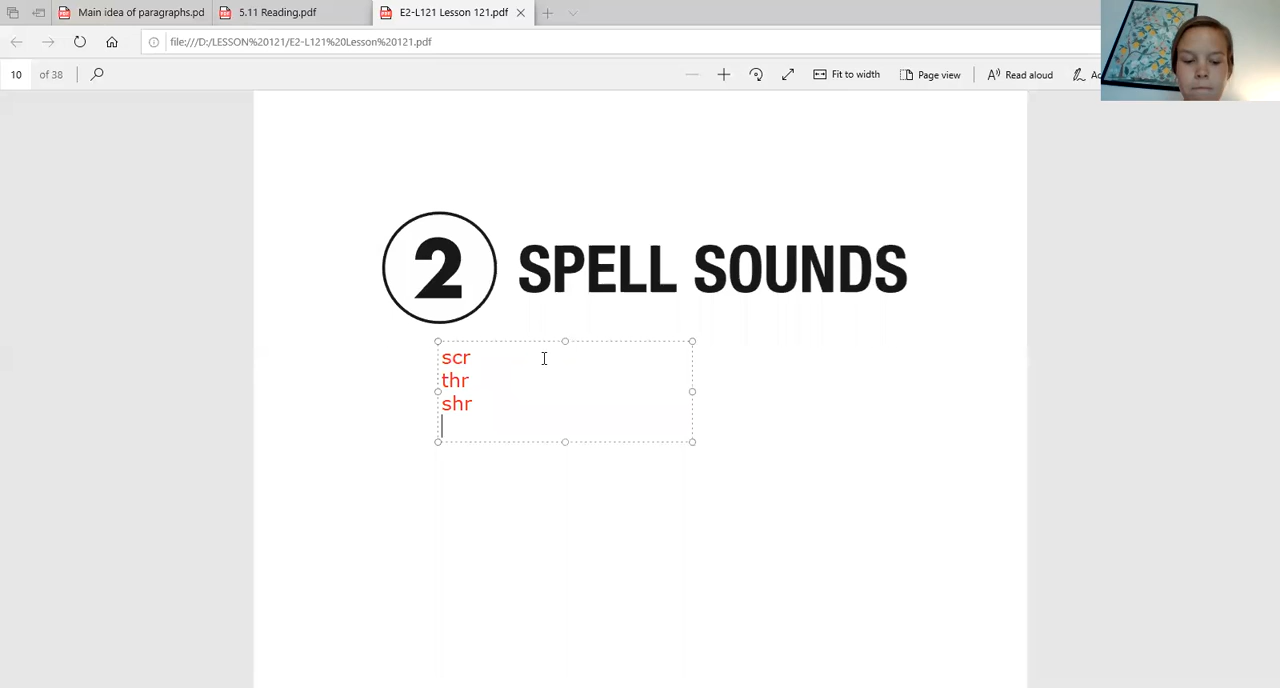 Main idea of paragraphs.pd
5.11 Reading.pdf
E2-L121 Lesson 121.pdf
file:///D:/LESSON%20121/E2-L121%20Lesson%20121.pdf
10 of 38
Fit to width
Page view
Read aloud
2 SPELL SOUNDS
scr
thr
shr